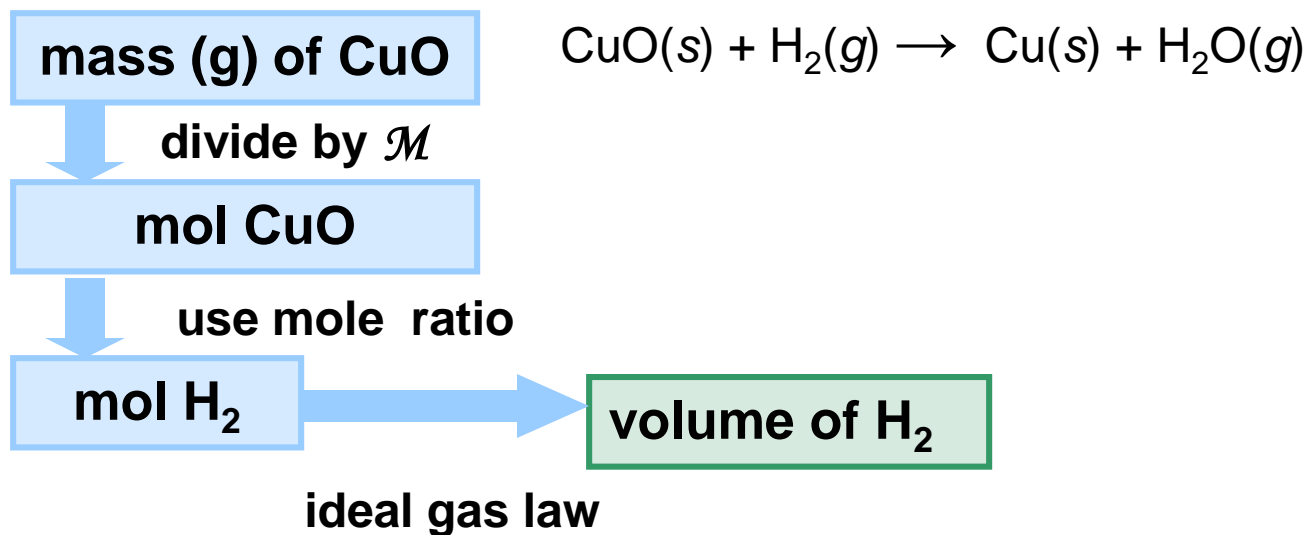 mass (g) of CuO
CuO(s) + H₂(g) → Cu(s) + H₂O(g)
divide by ℳ
mol CuO
use mole ratio
mol H₂
volume of H₂
ideal gas law